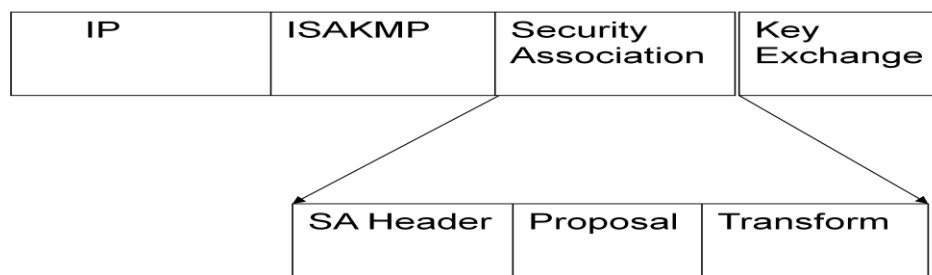 IP
ISAKMP
Security
Association
Key
Exchange
SA Header
Proposal
Transform